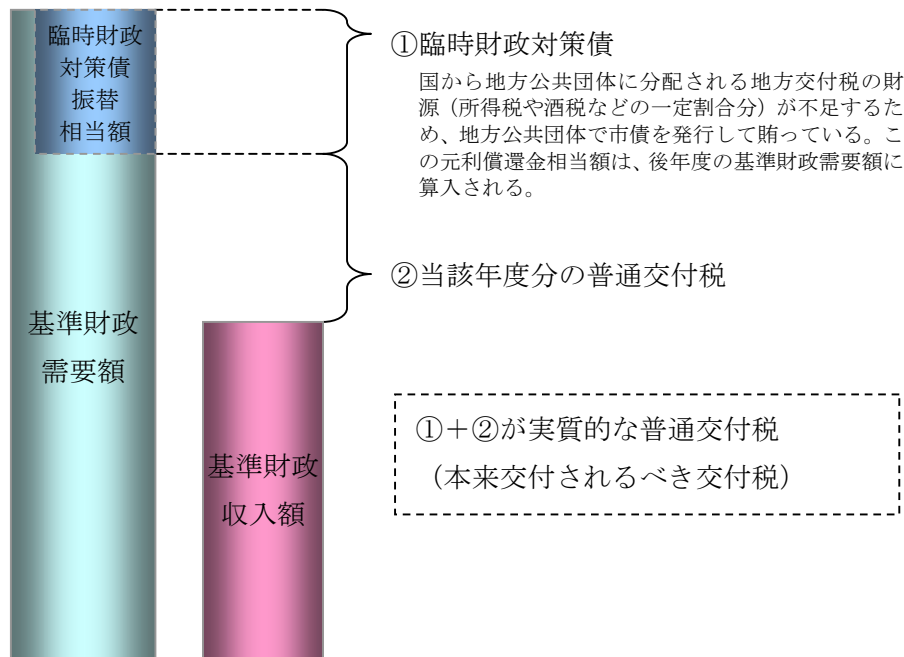 臨時財政
対策債
振替
相当額
基準財政
需要額
基準財政
収入額
①臨時財政対策債
国から地方公共団体に分配される地方交付税の財
源（所得税や酒税などの一定割合分）が不足するた
め、地方公共団体で市債を発行して賄っている。こ
の元利償還金相当額は、後年度の基準財政需要額に
算入される。
②当該年度分の普通交付税
①＋②が実質的な普通交付税
（本来交付されるべき交付税）